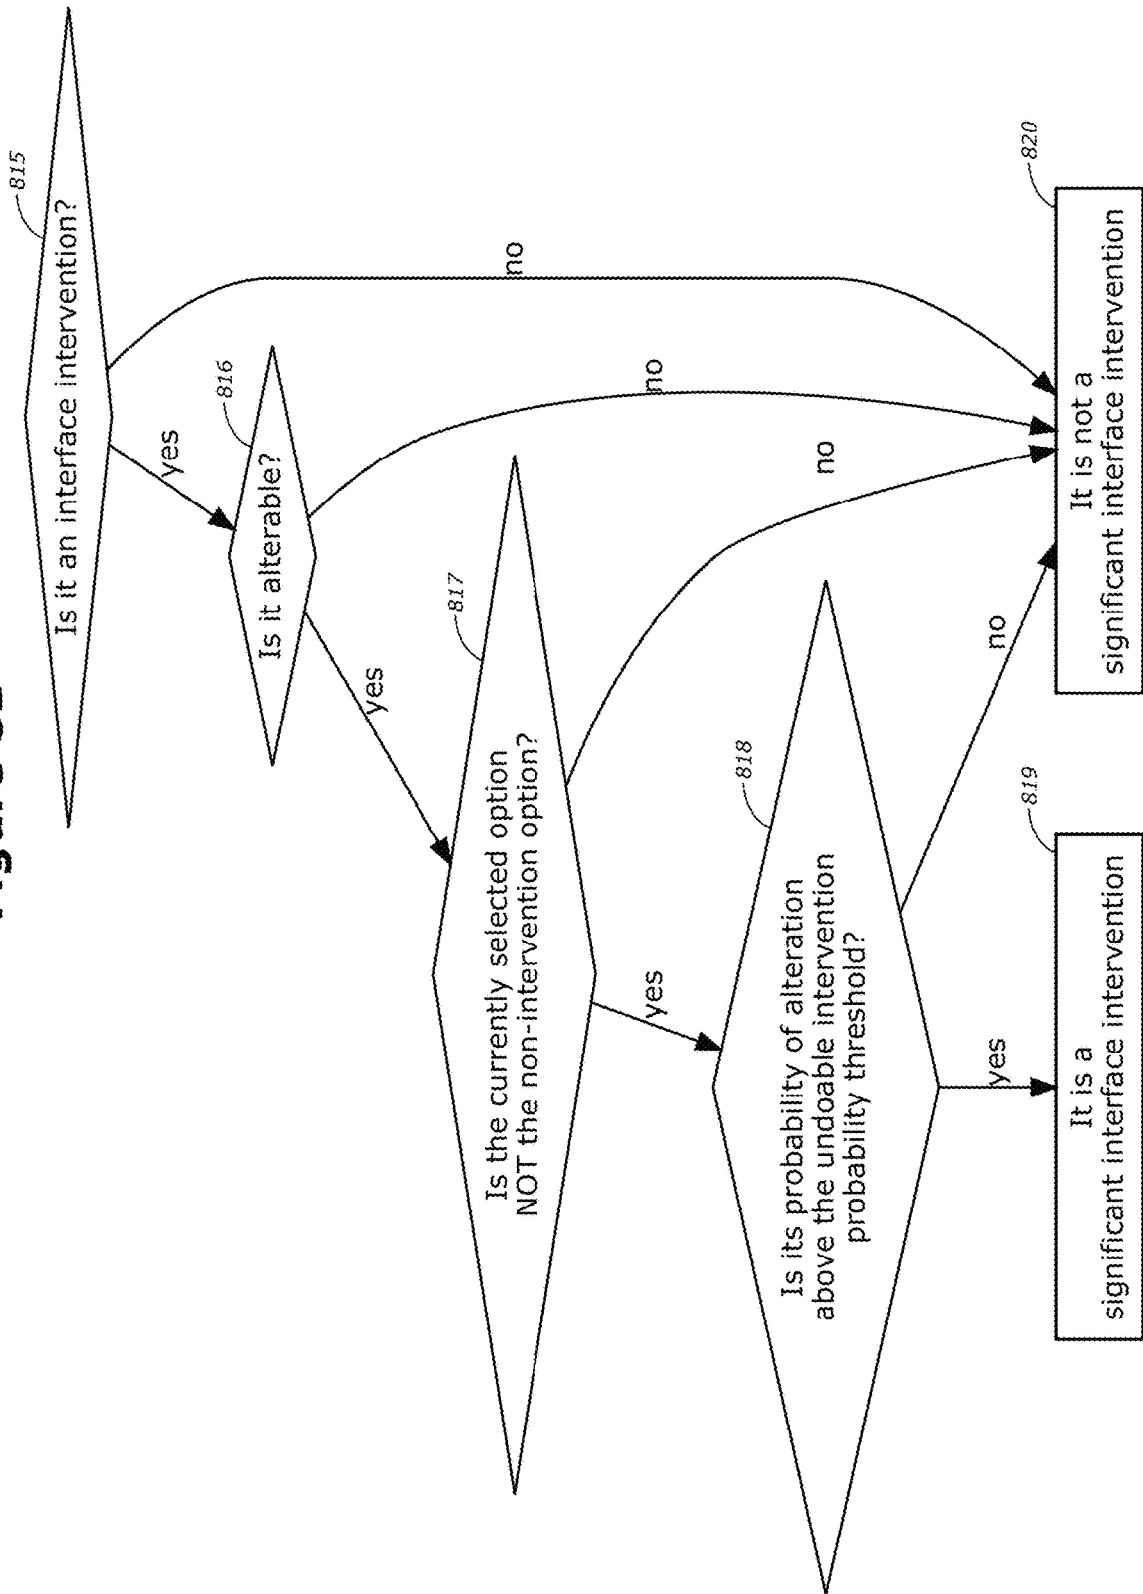 815
Is it an interface intervention?
yes
816
Is it alterable?
no
yes
no
817
Is the currently selected option
NOT the non-intervention option?
no
yes
818
Is its probability of alteration
above the undoable intervention
probability threshold?
no
yes
819
It is a
significant interface intervention
820
It is not a
significant interface intervention